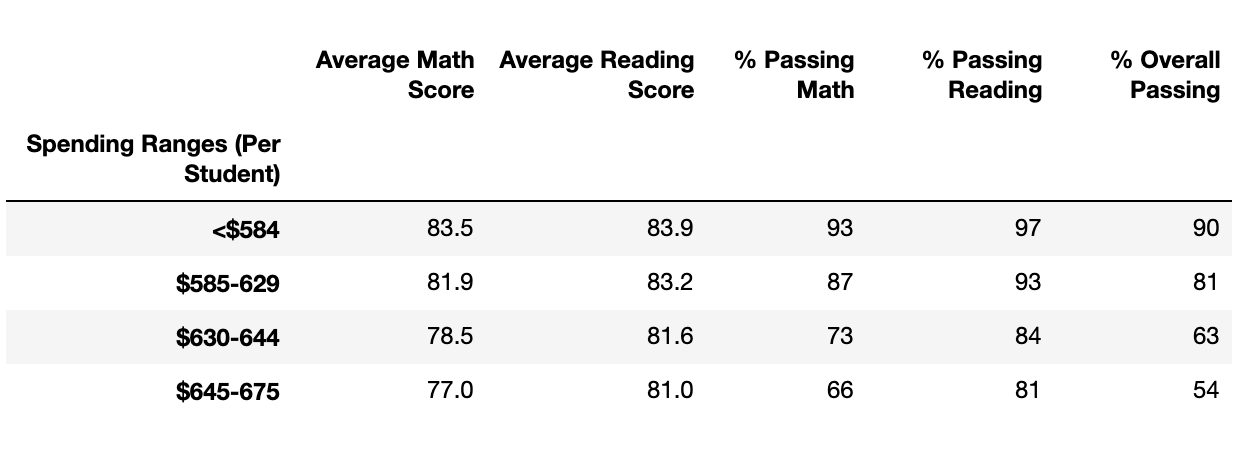 Average Math Score Average Reading Score % Passing Math % Passing Reading % Overall Passing
Spending Ranges (Per Student)
<$584 83.5 83.9 93 97 90
$585-629 81.9 83.2 87 93 81
$630-644 78.5 81.6 73 84 63
$645-675 77.0 81.0 66 81 54